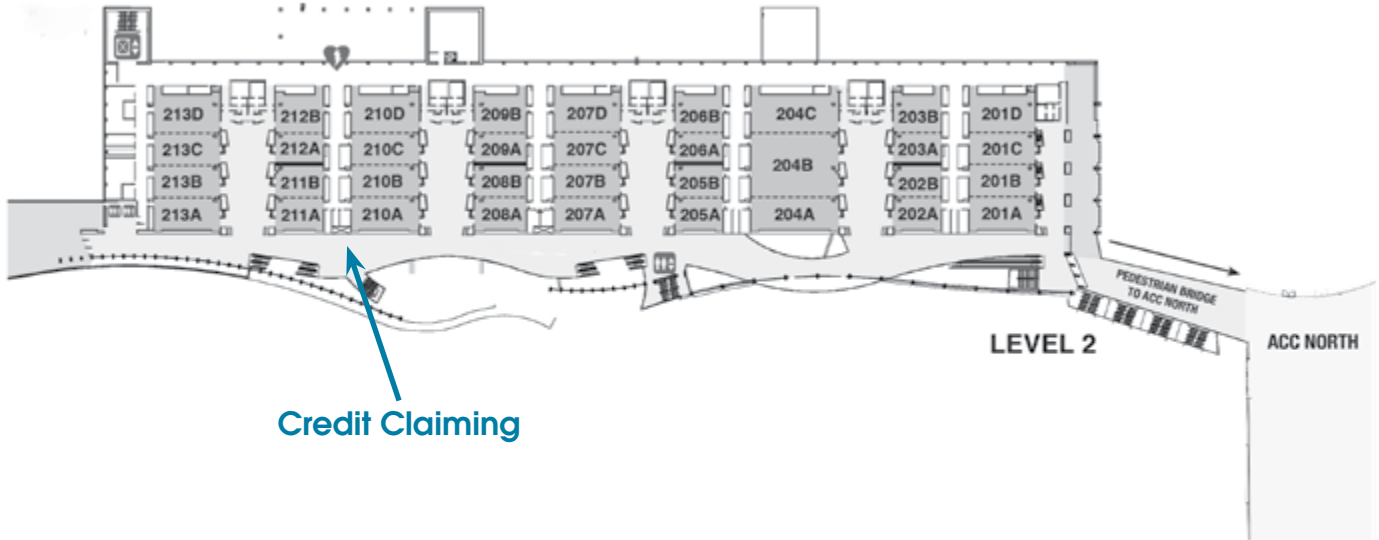 213D 212B 210D 209B 207D 206B 204C 203B 201D
213C 212A 210C 209A 207C 206A 204B 203A 201C
213B 211B 210B 208B 207B 205B 202B 201B
213A 211A 210A 208A 207A 205A 204A 202A 201A
PEDESTRIAN BRIDGE
TO ACC NORTH
LEVEL 2
ACC NORTH
Credit Claiming